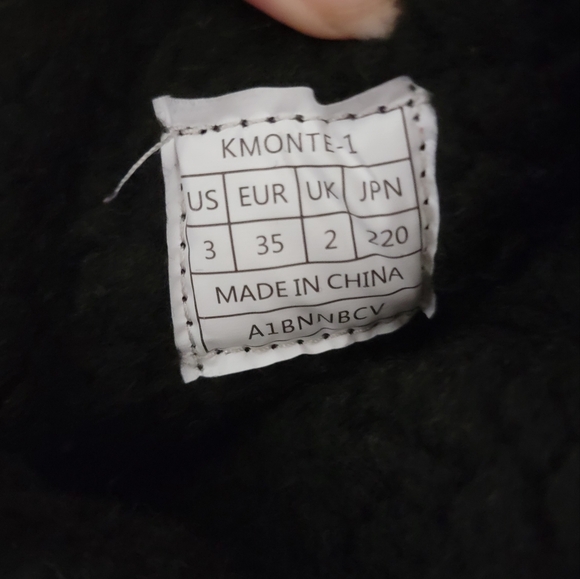 KMONTE-1
US EUR UK JPN
3 35 2 220
MADE IN CHINA
A1BNNBCV